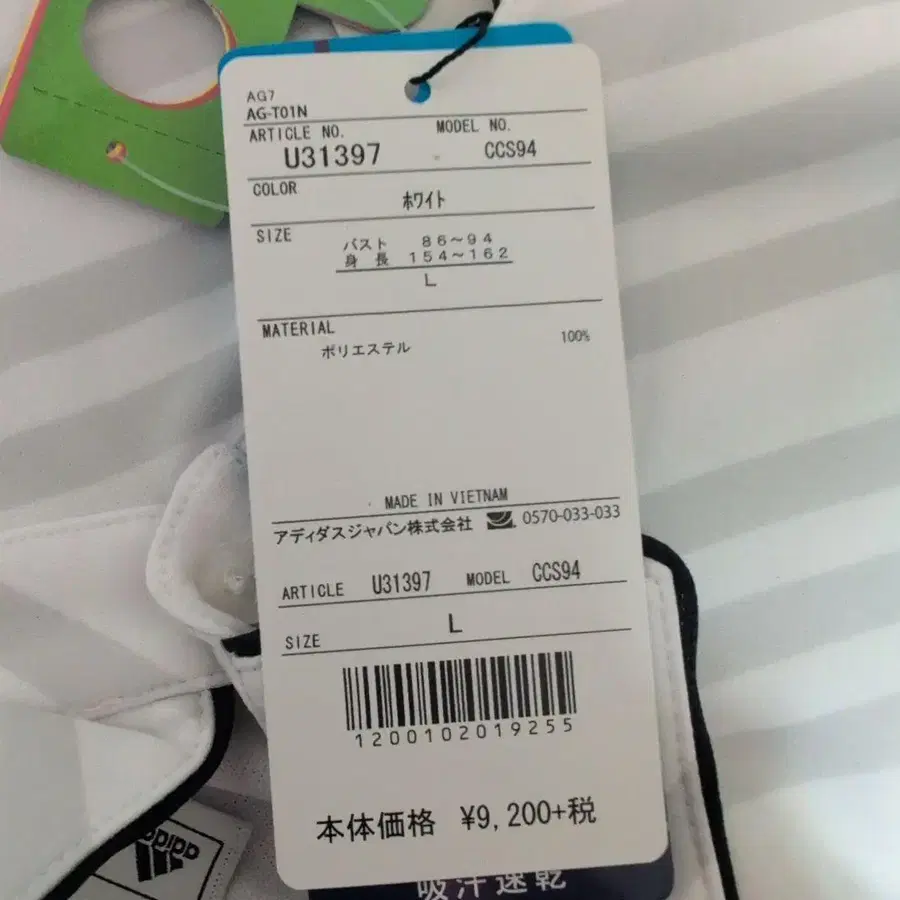 AG7
AG-T01N
ARTICLE NO. MODEL NO.
U31397 CCS94
COLOR
ホワイト
SIZE
バスト 86～94
身長 154～162
L
MATERIAL
ポリエステル 100%
MADE IN VIETNAM
アディダスジャパン株式会社 0570-033-033
ARTICLE U31397 MODEL CCS94
SIZE L
1200102019255
本体価格 ¥9,200+税
吸汗速乾
adidas